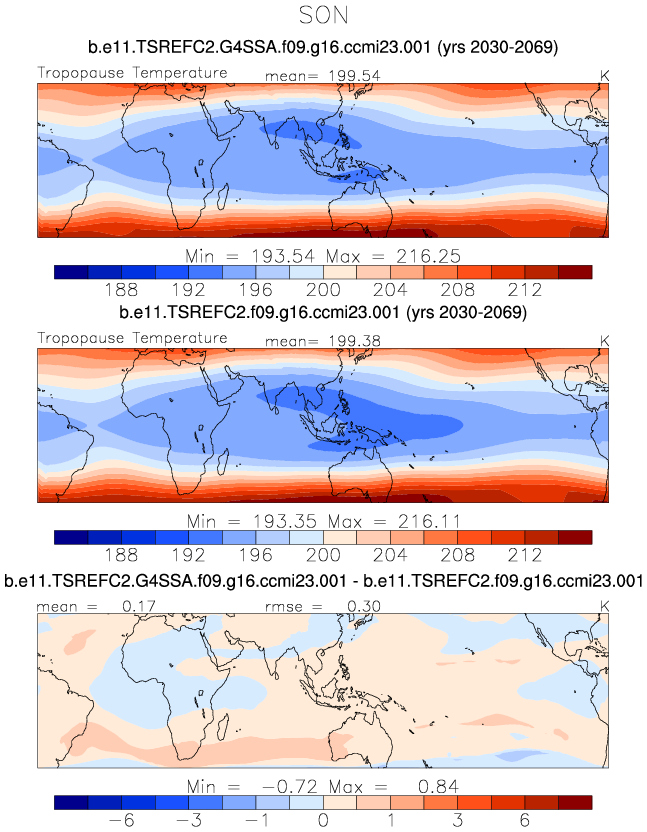 SON
b.e11.TSREFC2.G4SSA.f09.g16.ccmi23.001 (yrs 2030-2069)
Tropopause Temperature mean= 199.54 K
Min = 193.54 Max = 216.25
188 192 196 200 204 208 212
b.e11.TSREFC2.f09.g16.ccmi23.001 (yrs 2030-2069)
Tropopause Temperature mean= 199.38 K
Min = 193.35 Max = 216.11
188 192 196 200 204 208 212
b.e11.TSREFC2.G4SSA.f09.g16.ccmi23.001 - b.e11.TSREFC2.f09.g16.ccmi23.001
mean = 0.17 rmse = 0.30 K
Min = -0.72 Max = 0.84
-6 -3 -1 0 1 3 6